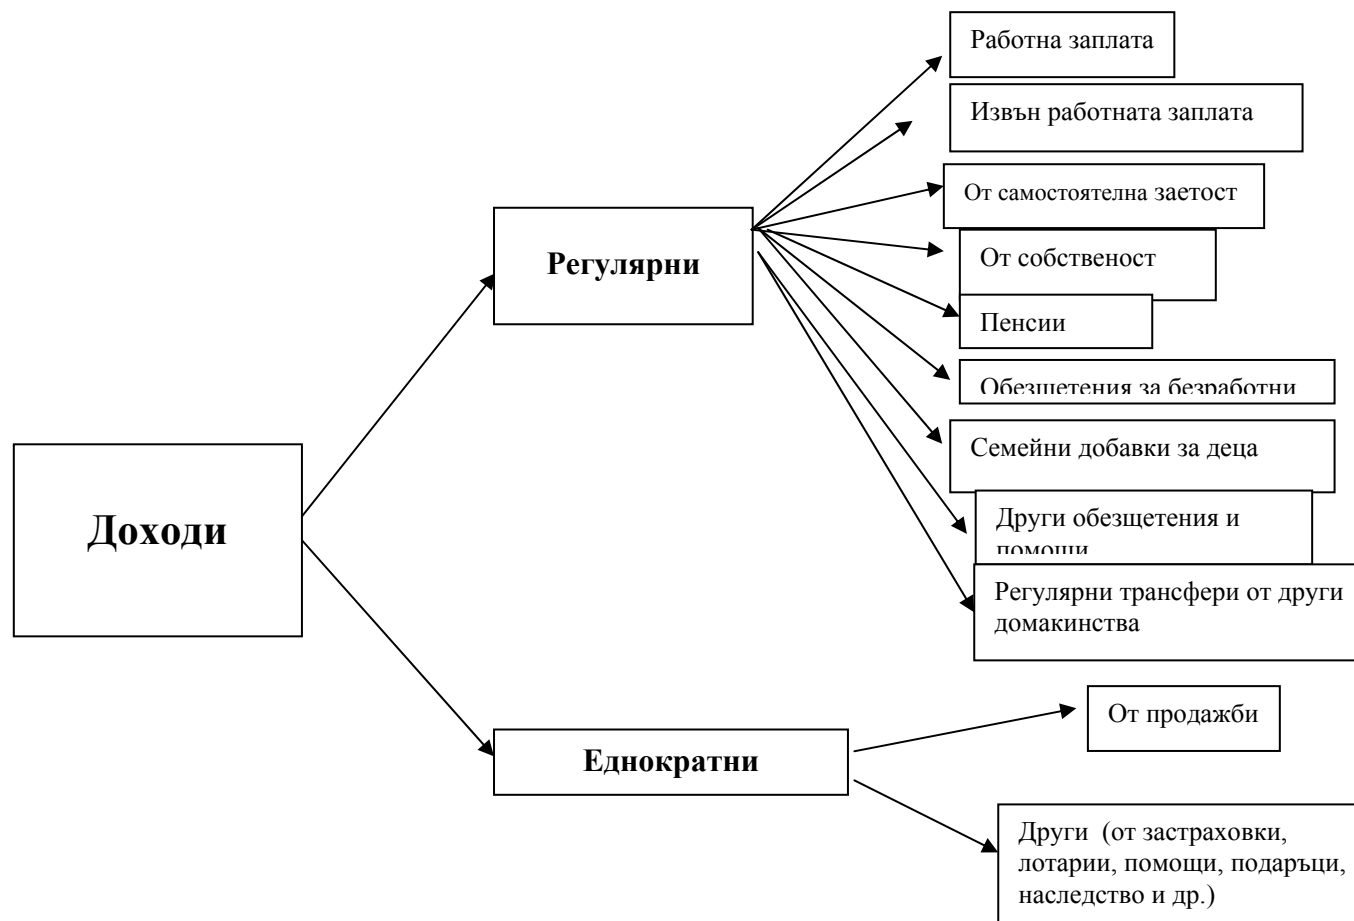 Работна заплата
Извън работната заплата
От самостоятелна заетост
Регулярни
От собственост
Пенсии
Обезщетения за безработни
Семейни добавки за деца
Доходи
Други обезщетения и
помощи
Регулярни трансфери от други
домакинства
От продажби
Еднократни
Други (от застраховки,
лотарии, помощи, подаръци,
наследство и др.)